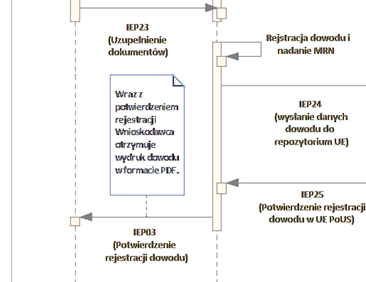 IEP23
(Uzupełnienie
dokumentów)
Rejstracja dowodu i
nadanie MRN
Wraz z
potwierdzeniem
rejestracji
Wnioskodawca
otrzymuje
wydruk dowodu
w formacie PDF.
IEP24
(wysłanie danych
dowodu do
repozytorium UE)
IEP25
(Potwierdzenie rejestracji
dowodu w UE PoUS)
IEP03
(Potwierdzenie
rejestracji dowodu)